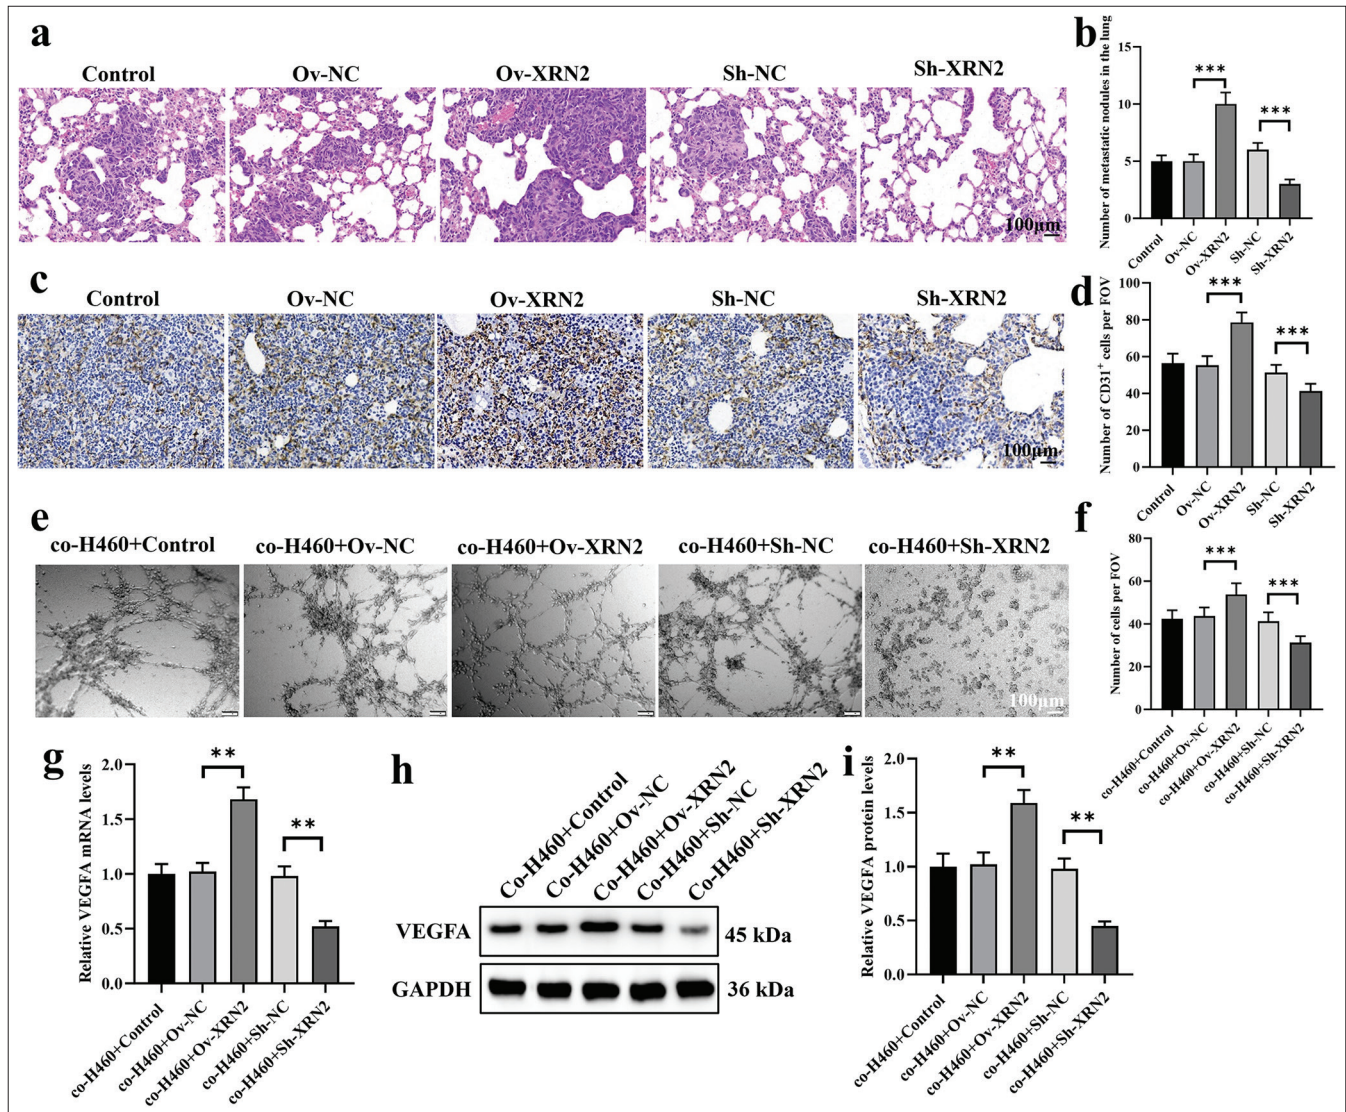 a
Control
Ov-NC
Ov-XRN2
Sh-NC
Sh-XRN2
100μm
b
Number of metastatic nodules in the lung
15
10
5
0
***
***
Control
Ov-NC
Ov-XRN2
Sh-NC
Sh-XRN2
c
Control
Ov-NC
Ov-XRN2
Sh-NC
Sh-XRN2
100μm
d
Number of CD31⁺ cells per FOV
100
80
60
40
20
0
***
***
Control
Ov-NC
Ov-XRN2
Sh-NC
Sh-XRN2
e
co-H460+Control
co-H460+Ov-NC
co-H460+Ov-XRN2
co-H460+Sh-NC
co-H460+Sh-XRN2
100μm
f
Number of cells per FOV
80
60
40
20
0
***
***
co-H460+Control
co-H460+Ov-NC
co-H460+Ov-XRN2
co-H460+Sh-NC
co-H460+Sh-XRN2
g
Relative VEGFA mRNA levels
2.0
1.5
1.0
0.5
0.0
**
**
co-H460+Control
co-H460+Ov-NC
co-H460+Ov-XRN2
co-H460+Sh-NC
co-H460+Sh-XRN2
h
Co-H460+Control
Co-H460+Ov-NC
Co-H460+Ov-XRN2
Co-H460+Sh-NC
Co-H460+Sh-XRN2
VEGFA
45 kDa
GAPDH
36 kDa
i
Relative VEGFA protein levels
2.0
1.5
1.0
0.5
0.0
**
**
co-H460+Control
co-H460+Ov-NC
co-H460+Ov-XRN2
co-H460+Sh-NC
co-H460+Sh-XRN2